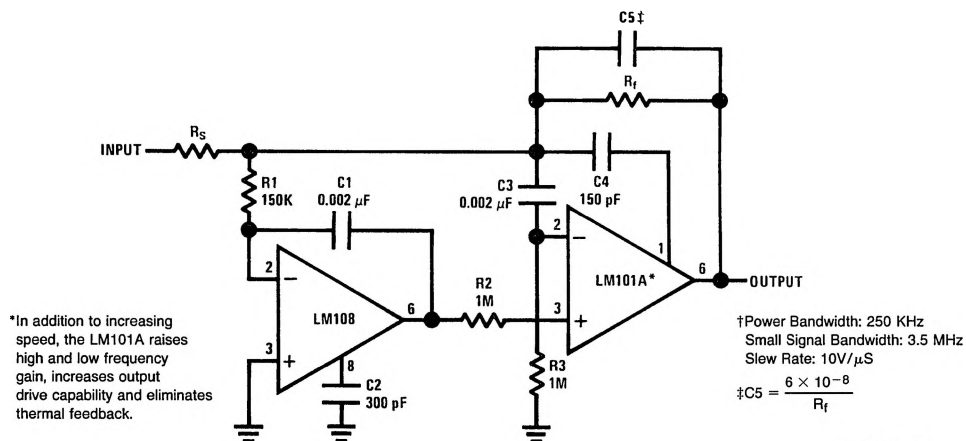 C5‡
Rf
INPUT
RS
R1
150K
C1
0.002 µF
C3
0.002 µF
C4
150 pF
2
−
2
−
1
LM101A*
6
OUTPUT
R2
1M
LM108
6
3
+
3
+
8
C2
300 pF
R3
1M
*In addition to increasing
speed, the LM101A raises
high and low frequency
gain, increases output
drive capability and eliminates
thermal feedback.
†Power Bandwidth: 250 KHz
Small Signal Bandwidth: 3.5 MHz
Slew Rate: 10V/µS
‡C5 = 6 × 10−8
Rf